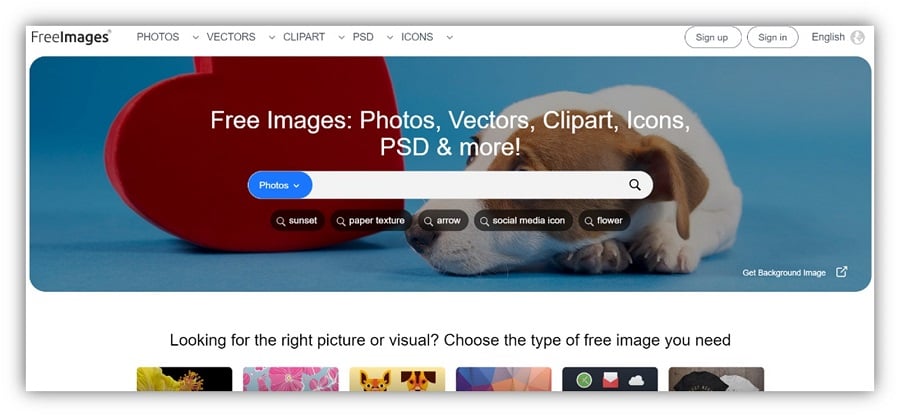 FreeImages®
PHOTOS VECTORS CLIPART PSD ICONS
Sign up Sign in English
Free Images: Photos, Vectors, Clipart, Icons,
PSD & more!
Photos
sunset paper texture arrow social media icon flower
Get Background Image
Looking for the right picture or visual? Choose the type of free image you need